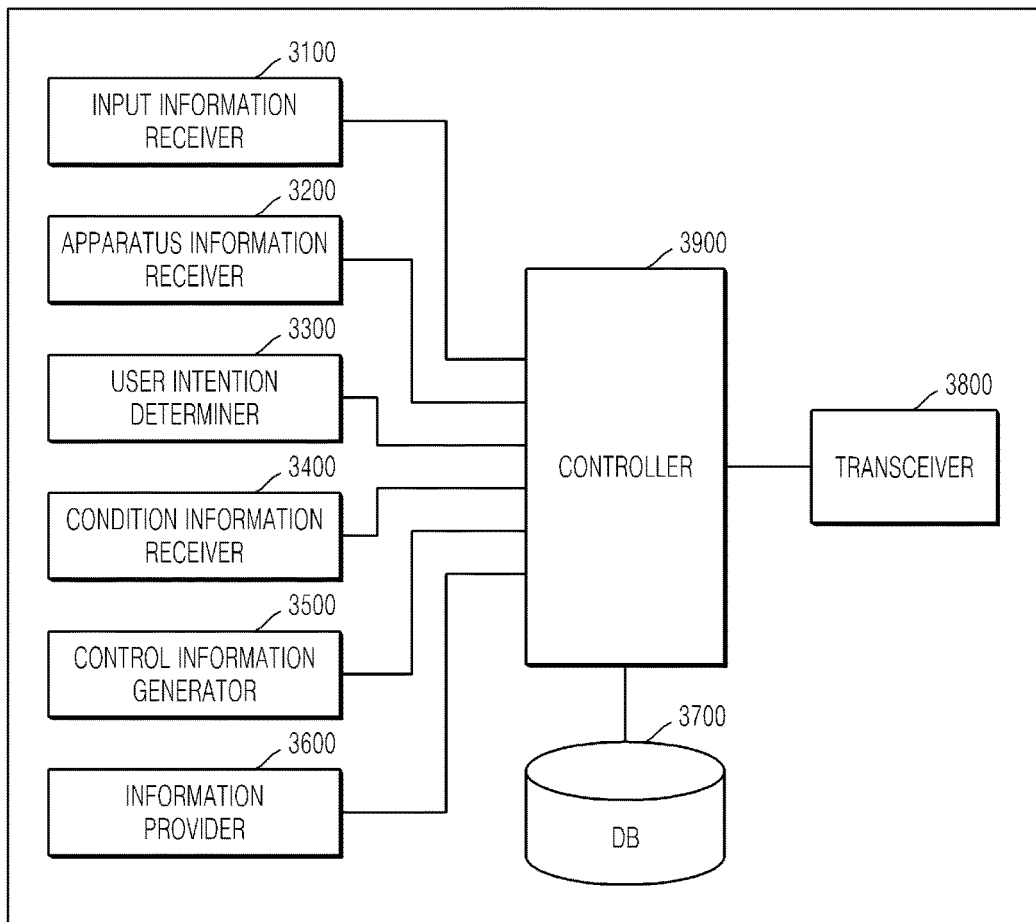 3100
INPUT INFORMATION
RECEIVER
3200
APPARATUS INFORMATION
RECEIVER
3300
USER INTENTION
DETERMINER
3400
CONDITION INFORMATION
RECEIVER
3500
CONTROL INFORMATION
GENERATOR
3600
INFORMATION
PROVIDER
3900
CONTROLLER
3800
TRANSCEIVER
3700
DB